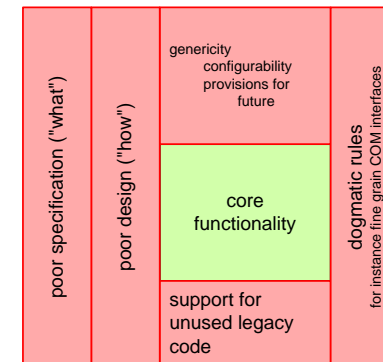 poor specification ("what")
poor design ("how")
genericity
configurability
provisions for
future
core
functionality
support for
unused legacy
code
dogmatic rules
for instance fine grain COM interfaces